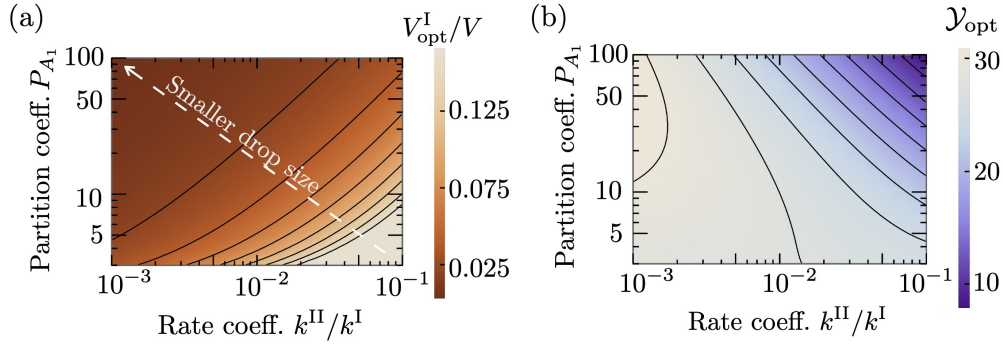 (a)
V^I_opt/V
Partition coeff. P_{A_1}
100
50
10
5
Smaller drop size
0.125
0.075
0.025
10^{-3}
10^{-2}
10^{-1}
Rate coeff. k^{II}/k^I
(b)
𝒴_opt
Partition coeff. P_{A_1}
100
50
10
5
30
20
10
10^{-3}
10^{-2}
10^{-1}
Rate coeff. k^{II}/k^I